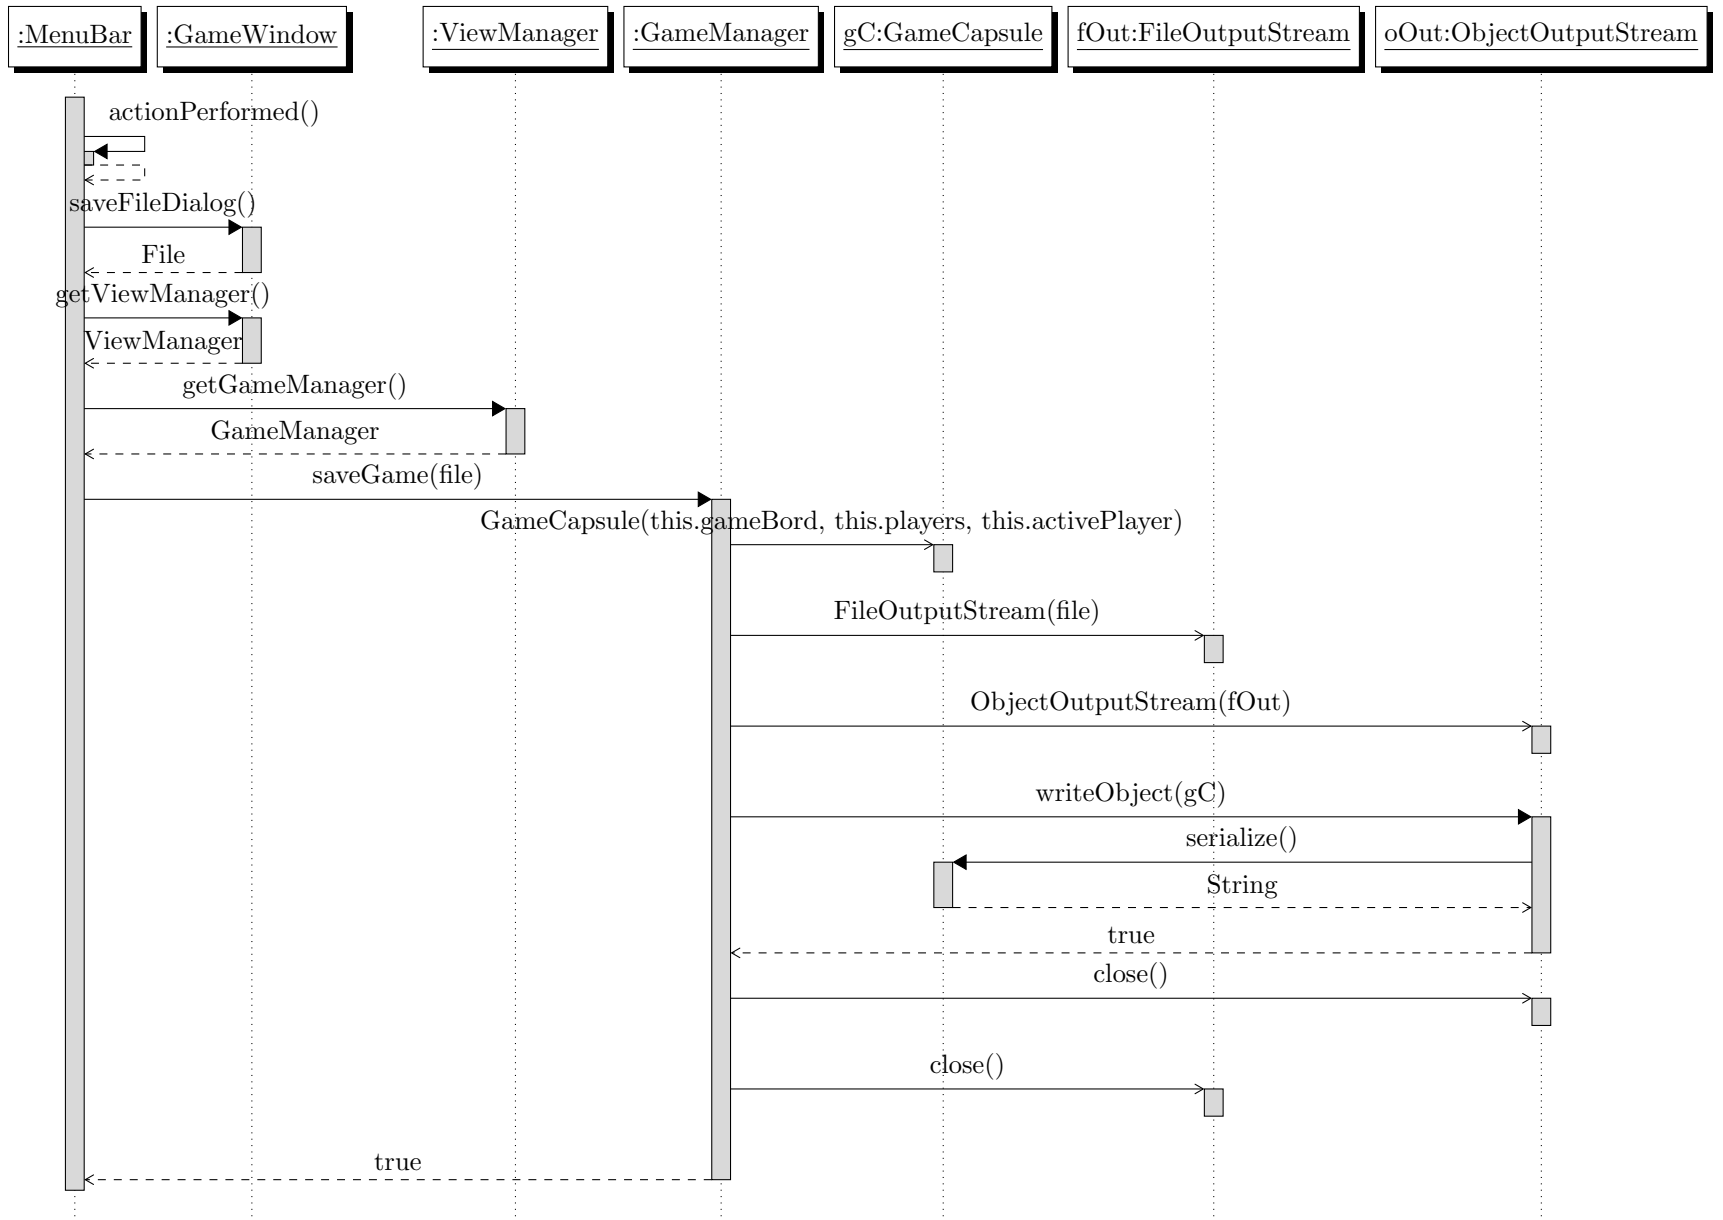 :MenuBar
:GameWindow
:ViewManager
:GameManager
gC:GameCapsule
fOut:FileOutputStream
oOut:ObjectOutputStream
actionPerformed()
saveFileDialog()
File
getViewManager()
ViewManager
getGameManager()
GameManager
saveGame(file)
GameCapsule(this.gameBord, this.players, this.activePlayer)
FileOutputStream(file)
ObjectOutputStream(fOut)
writeObject(gC)
serialize()
String
true
close()
close()
true